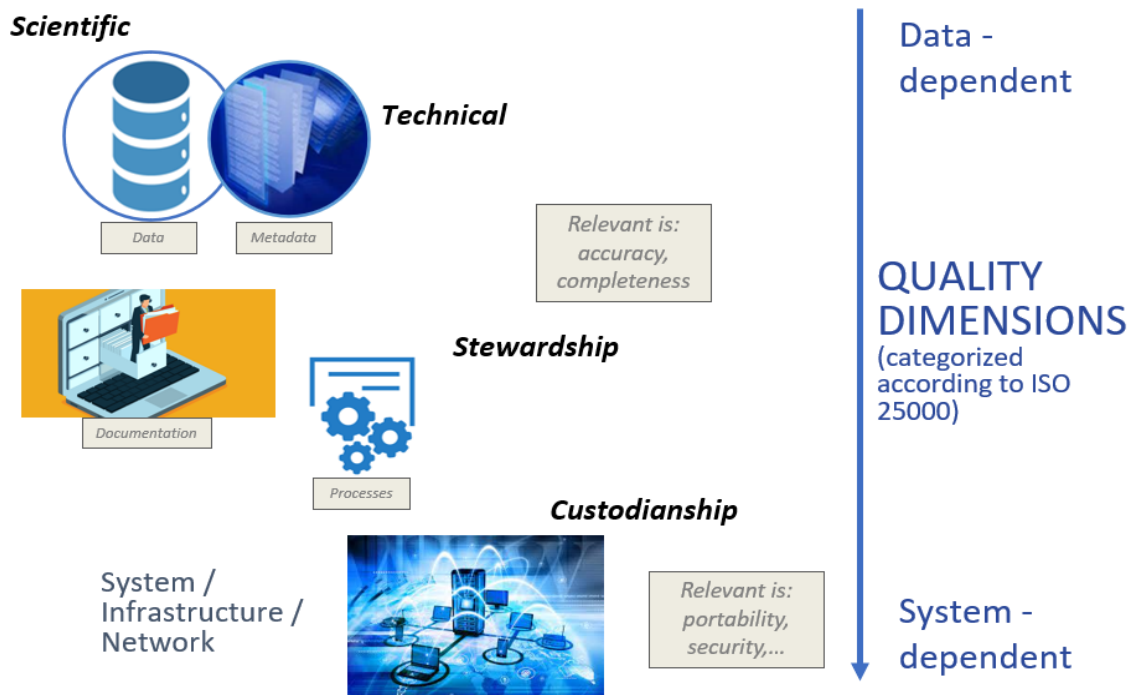 Scientific
Data -
dependent
Technical
Data
Metadata
Relevant is:
accuracy,
completeness
QUALITY
DIMENSIONS
(categorized
according to ISO
25000)
Stewardship
Documentation
Processes
Custodianship
System /
Infrastructure /
Network
Relevant is:
portability,
security,...
System -
dependent